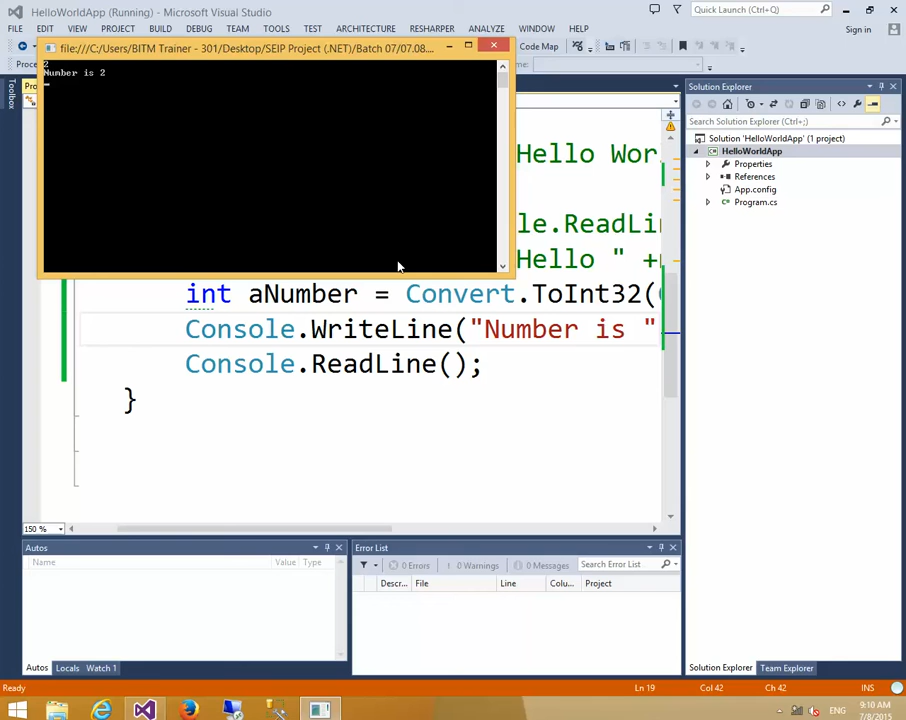 HelloWorldApp (Running) - Microsoft Visual Studio
Quick Launch (Ctrl+Q)
FILE EDIT VIEW PROJECT BUILD DEBUG TEAM TOOLS TEST ARCHITECTURE RESHARPER ANALYZE WINDOW HELP
Sign in
file:///C:/Users/BITM Trainer - 301/Desktop/SEIP Project (.NET)/Batch 07/07.08....
Code Map
Proce
2
Number is 2
Toolbox
Pro
Hello Wor
le.ReadLi
Hello " +
int aNumber = Convert.ToInt32(
Console.WriteLine("Number is "
Console.ReadLine();
}
150 %
Solution Explorer
Search Solution Explorer (Ctrl+;)
Solution 'HelloWorldApp' (1 project)
HelloWorldApp
Properties
References
App.config
Program.cs
Autos
Name Value Type
Autos Locals Watch 1
Error List
0 Errors 0 Warnings 0 Messages Search Error List
Descr... File Line Colu... Project
Solution Explorer Team Explorer
Ready Ln 19 Col 42 Ch 42 INS
ENG
9:10 AM
7/8/2015